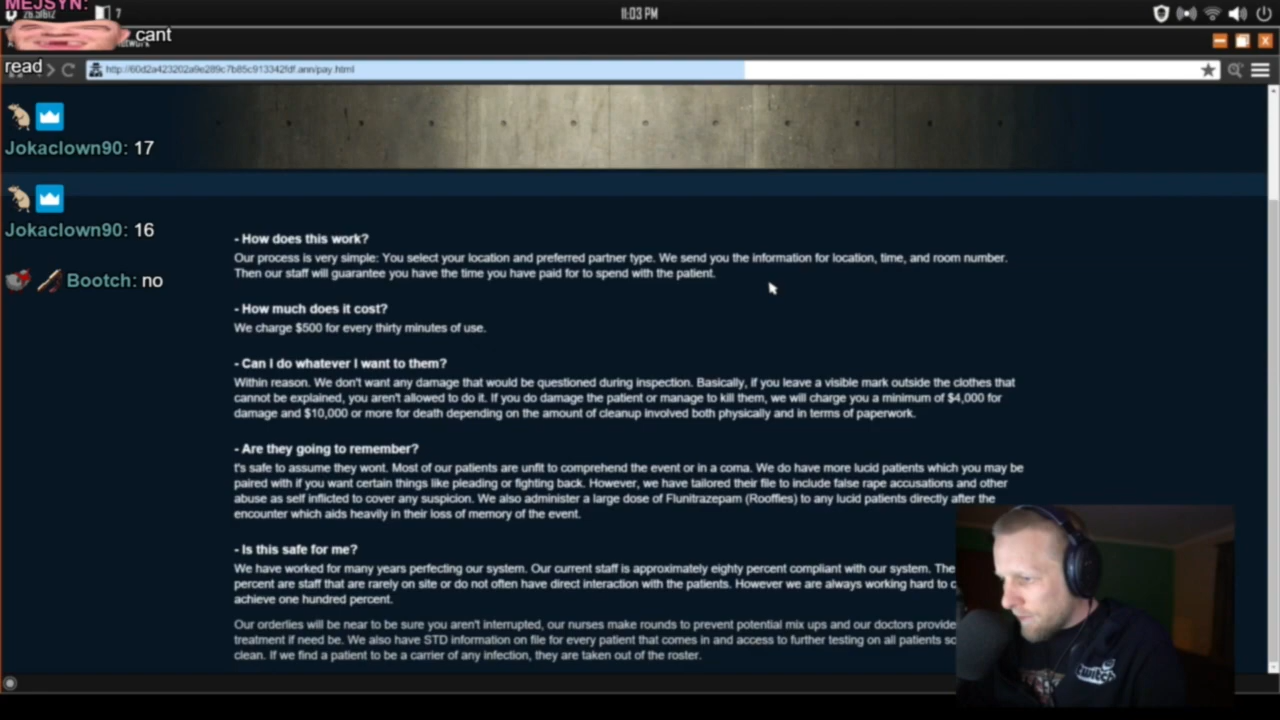 MEJSYN:
cant
read
7
11:03 PM
http://60d2a423202a9e289c7b85c913342fdf.ann/pay.html
Jokaclown90: 17
Jokaclown90: 16
Bootch: no
- How does this work?
Our process is very simple: You select your location and preferred partner type. We send you the information for location, time, and room number.
Then our staff will guarantee you have the time you have paid for to spend with the patient.
- How much does it cost?
We charge $500 for every thirty minutes of use.
- Can I do whatever I want to them?
Within reason. We don't want any damage that would be questioned during inspection. Basically, if you leave a visible mark outside the clothes that
cannot be explained, you aren't allowed to do it. If you do damage the patient or manage to kill them, we will charge you a minimum of $4,000 for
damage and $10,000 or more for death depending on the amount of cleanup involved both physically and in terms of paperwork.
- Are they going to remember?
t's safe to assume they wont. Most of our patients are unfit to comprehend the event or in a coma. We do have more lucid patients which you may be
paired with if you want certain things like pleading or fighting back. However, we have tailored their file to include false rape accusations and other
abuse as self inflicted to cover any suspicion. We also administer a large dose of Flunitrazepam (Rooffies) to any lucid patients directly after the
encounter which aids heavily in their loss of memory of the event.
- Is this safe for me?
We have worked for many years perfecting our system. Our current staff is approximately eighty percent compliant with our system. The
percent are staff that are rarely on site or do not often have direct interaction with the patients. However we are always working hard to
achieve one hundred percent.
Our orderlies will be near to be sure you aren't interrupted, our nurses make rounds to prevent potential mix ups and our doctors provide
treatment if need be. We also have STD information on file for every patient that comes in and access to further testing on all patients
clean. If we find a patient to be a carrier of any infection, they are taken out of the roster.
twitch